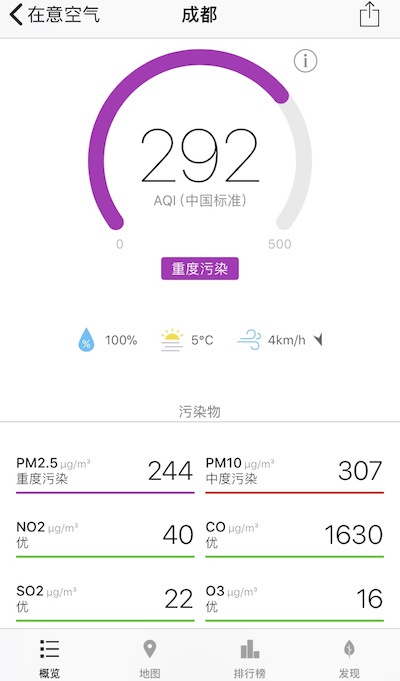 在意空气
成都
292
AQI (中国标准)
0
500
重度污染
%
100%
5°C
4km/h
污染物
PM2.5 μg/m³
重度污染
244
PM10 μg/m³
中度污染
307
NO2 μg/m³
优
40
CO μg/m³
优
1630
SO2 μg/m³
优
22
O3 μg/m³
优
16
概览
地图
排行榜
发现